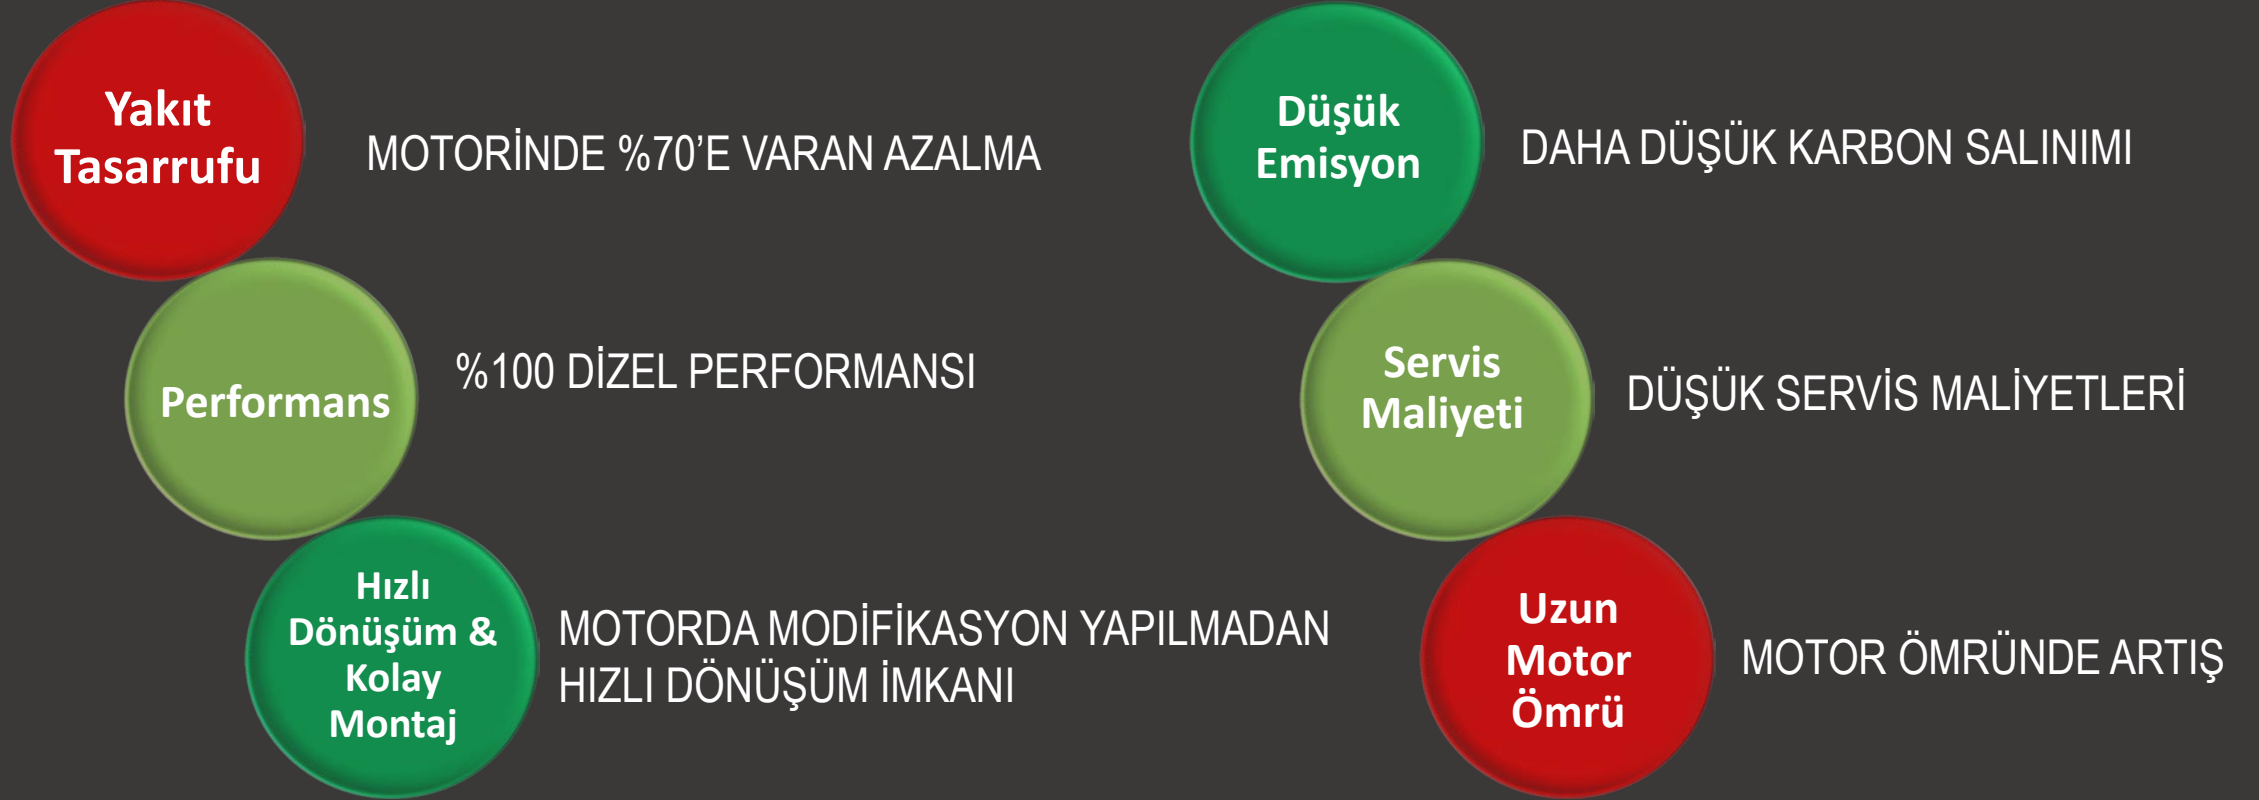 Yakıt
Tasarrufu
MOTORİNDE %70’E VARAN AZALMA
Performans
%100 DİZEL PERFORMANSI
Hızlı
Dönüşüm &
Kolay
Montaj
MOTORDA MODİFİKASYON YAPILMADAN
HIZLI DÖNÜŞÜM İMKANI
Düşük
Emisyon
DAHA DÜŞÜK KARBON SALINIMI
Servis
Maliyeti
DÜŞÜK SERVİS MALİYETLERİ
Uzun
Motor
Ömrü
MOTOR ÖMRÜNDE ARTIŞ